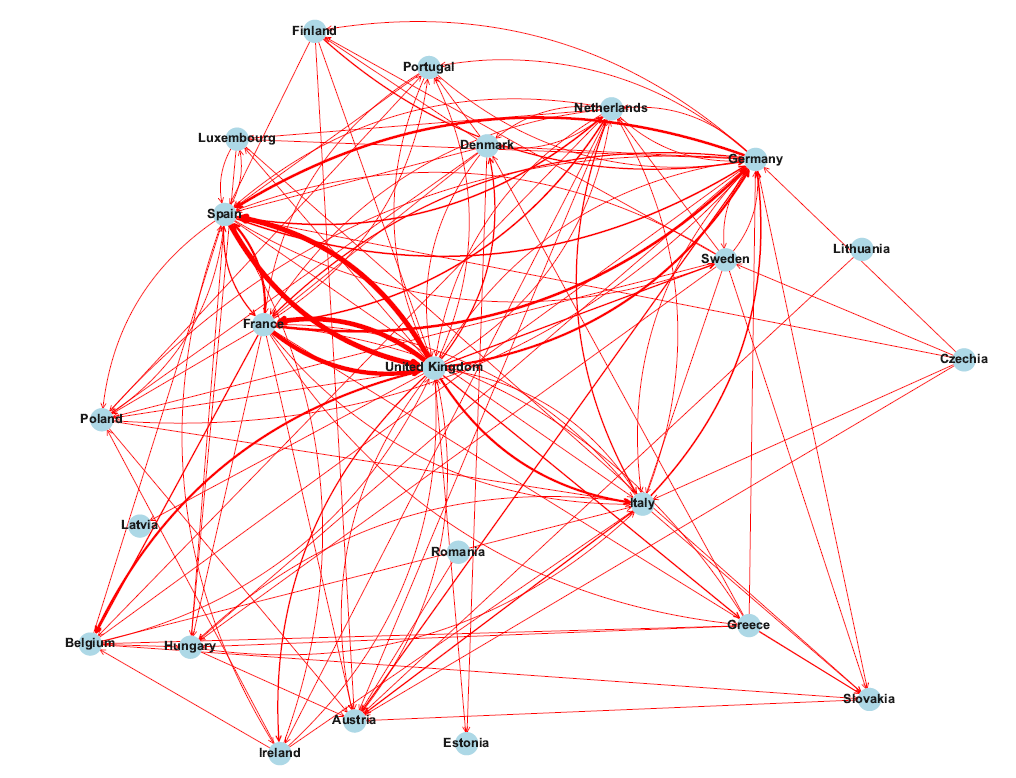 Finland
Portugal
Netherlands
Luxembourg
Denmark
Germany
Spain
Lithuania
Sweden
France
Czechia
United Kingdom
Poland
Italy
Latvia
Romania
Greece
Belgium
Hungary
Slovakia
Austria
Estonia
Ireland